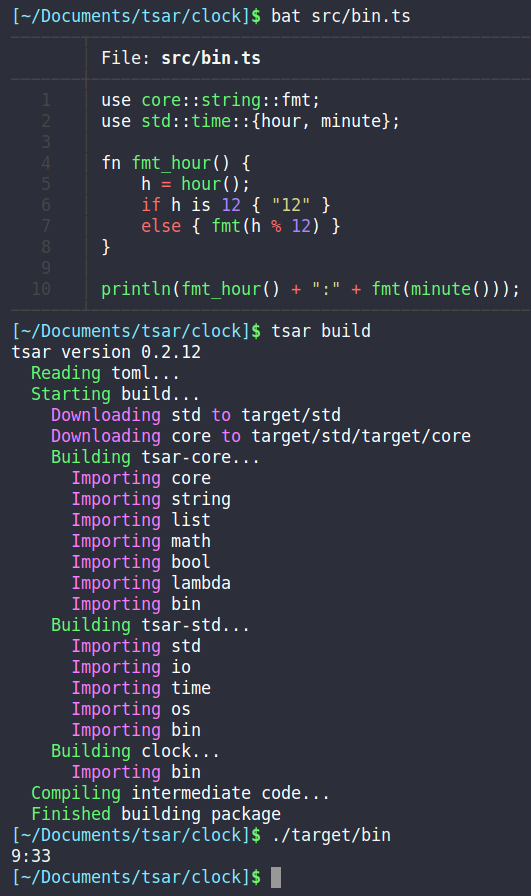 [~/Documents/tsar/clock]$ bat src/bin.ts
File: src/bin.ts
1 use core::string::fmt;
2 use std::time::{hour, minute};
3
4 fn fmt_hour() {
5     h = hour();
6     if h is 12 { "12" }
7     else { fmt(h % 12) }
8 }
9
10 println(fmt_hour() + ":" + fmt(minute()));
[~/Documents/tsar/clock]$ tsar build
tsar version 0.2.12
  Reading toml...
  Starting build...
    Downloading std to target/std
    Downloading core to target/std/target/core
    Building tsar-core...
      Importing core
      Importing string
      Importing list
      Importing math
      Importing bool
      Importing lambda
      Importing bin
    Building tsar-std...
      Importing std
      Importing io
      Importing time
      Importing os
      Importing bin
    Building clock...
      Importing bin
  Compiling intermediate code...
  Finished building package
[~/Documents/tsar/clock]$ ./target/bin
9:33
[~/Documents/tsar/clock]$